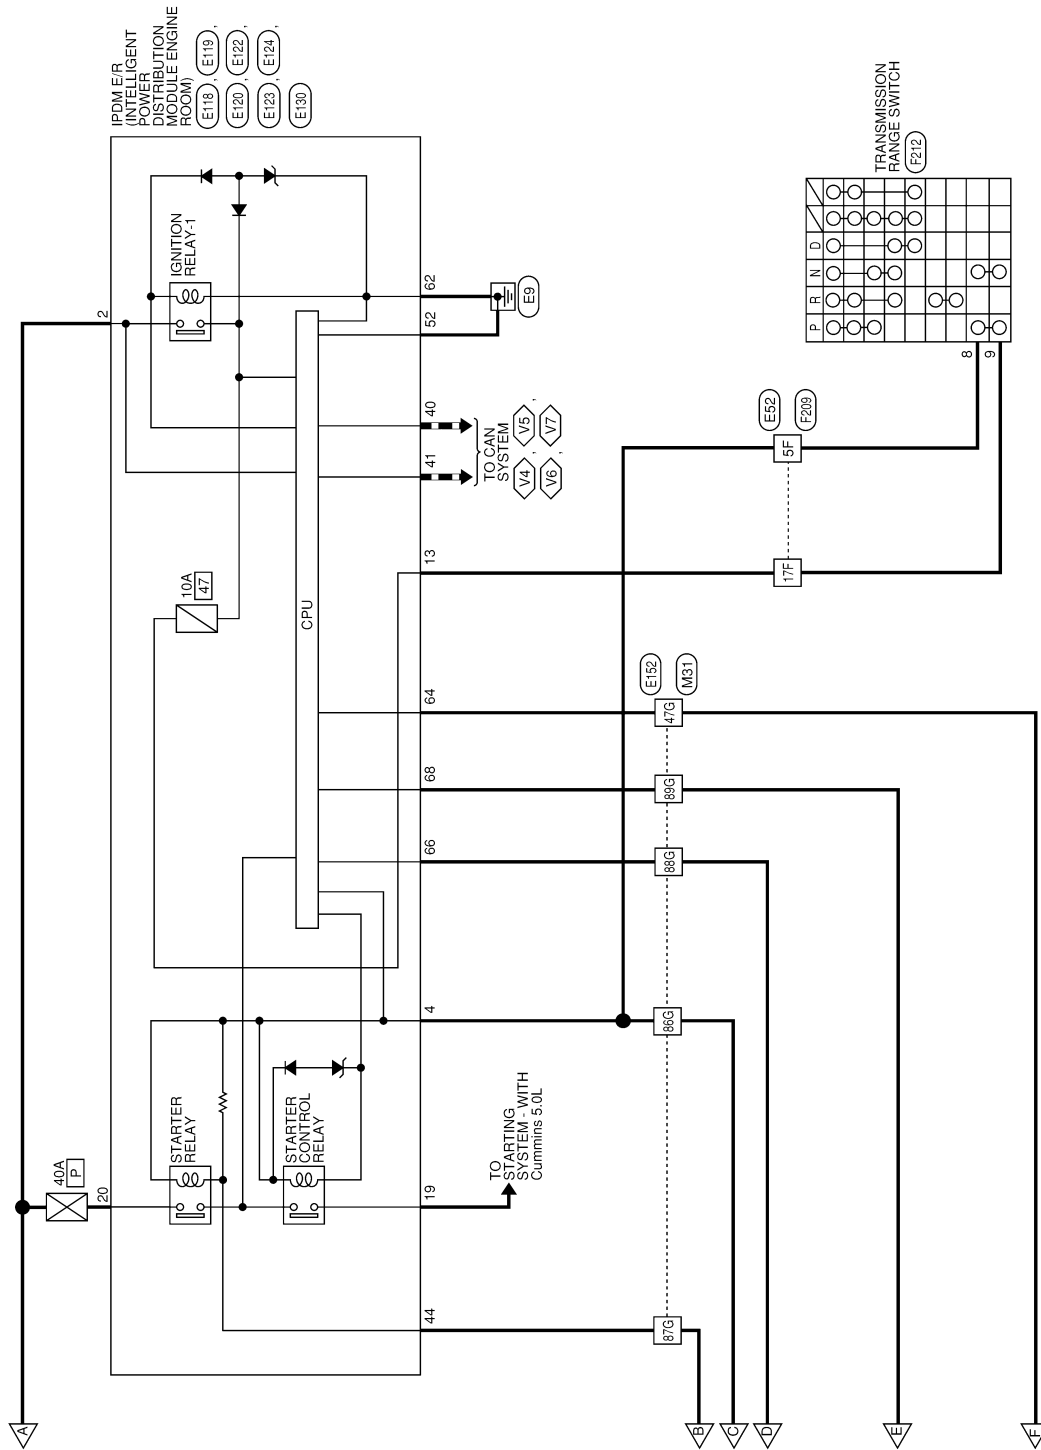 IPDM E/R
(INTELLIGENT
POWER
DISTRIBUTION
MODULE ENGINE
ROOM)
E118 , E119 ,
E120 , E122 ,
E123 , E124 ,
E130
2
IGNITION
RELAY-1
62
52
E9
40
41
TO CAN
SYSTEM
V4 , V5 ,
V6 , V7
10A
47
CPU
13
64
68
66
4
TRANSMISSION
RANGE SWITCH
F212
P R N D
8
9
E52
F209
5F
17F
E152
M31
47G
89G
88G
86G
87G
40A
P
20
STARTER
RELAY
STARTER
CONTROL
RELAY
19
TO
STARTING
SYSTEM - WITH
Cummins 5.0L
44
A
B
C
D
E
F